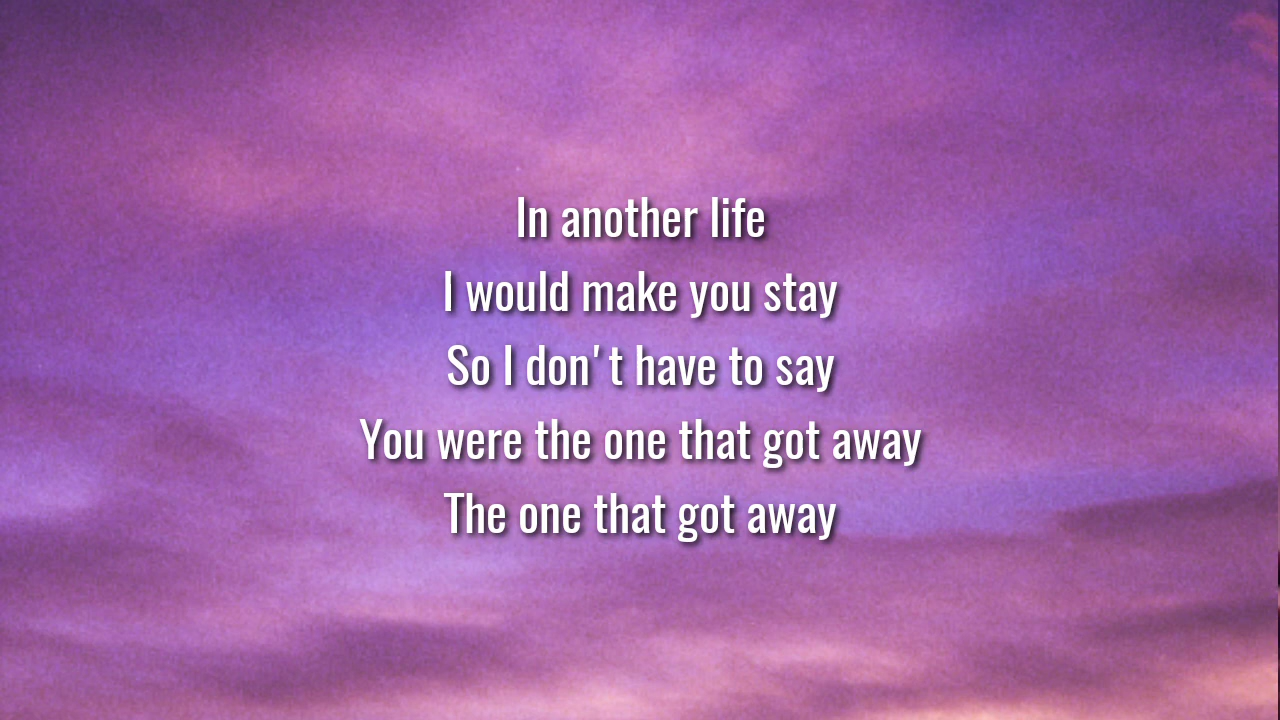 In another life
I would make you stay
So I don't have to say
You were the one that got away
The one that got away